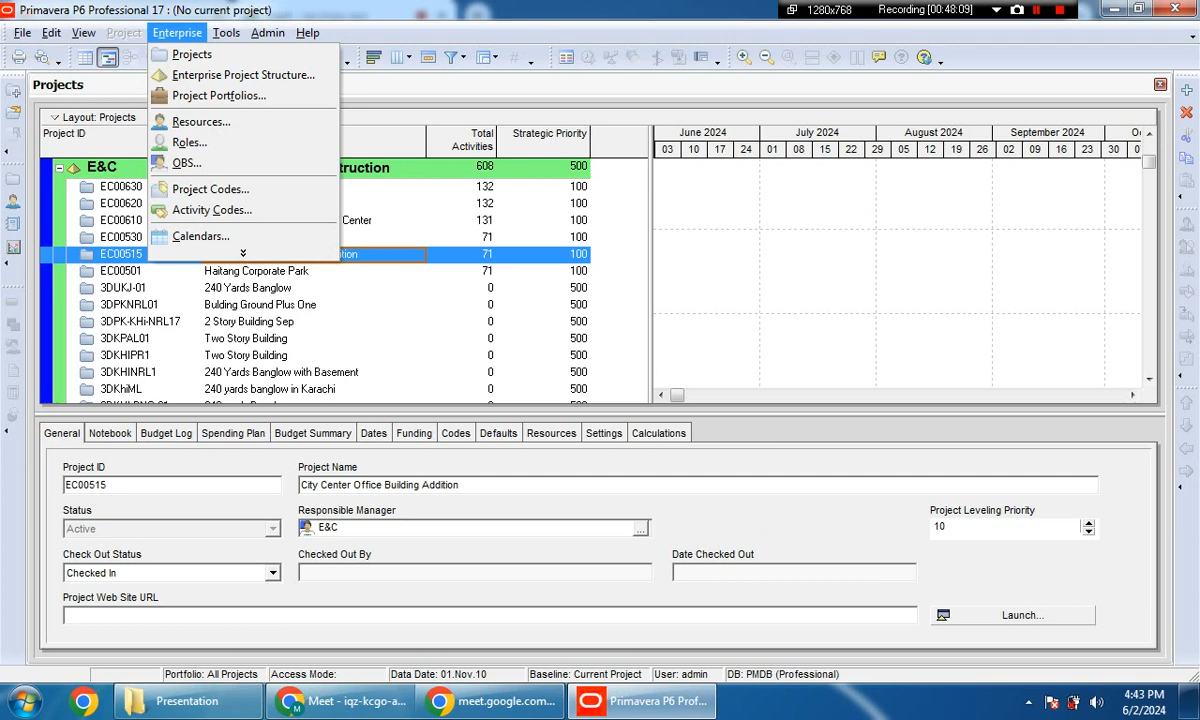 Primavera P6 Professional 17 : (No current project)
1280x768
Recording [00:48:09]
File Edit View Project Enterprise Tools Admin Help
Projects
Enterprise Project Structure...
Project Portfolios...
Resources...
Roles...
OBS...
Project Codes...
Activity Codes...
Calendars...
Projects
Layout: Projects
Project ID
Total Activities
Strategic Priority
June 2024 July 2024 August 2024 September 2024
03 10 17 24 01 08 15 22 29 05 12 19 26 02 09 16 23 30
E&C truction 608 500
EC00630 132 100
EC00620 132 100
EC00610 Center 131 100
EC00530 71 100
EC00515 ition 71 100
EC00501 Haitang Corporate Park 71 100
3DUKJ-01 240 Yards Banglow 0 500
3DPKNRL01 Bulding Ground Plus One 0 500
3DPK-KHi-NRL17 2 Story Building Sep 0 500
3DKPAL01 Two Story Building 0 500
3DKHIPR1 Two Story Building 0 500
3DKHINRL1 240 Yards Banglow with Basement 0 500
3DKhiML 240 yards banglow in Karachi 0 500
General Notebook Budget Log Spending Plan Budget Summary Dates Funding Codes Defaults Resources Settings Calculations
Project ID Project Name
EC00515 City Center Office Building Addition
Status Responsible Manager Project Leveling Priority
Active E&C ... 10
Check Out Status Checked Out By Date Checked Out
Checked In
Project Web Site URL
Launch...
Portfolio: All Projects Access Mode: Data Date: 01.Nov.10 Baseline: Current Project User: admin DB: PMDB (Professional)
Presentation
Meet - iqz-kcgo-a...
meet.google.com...
Primavera P6 Prof...
4:43 PM
6/2/2024